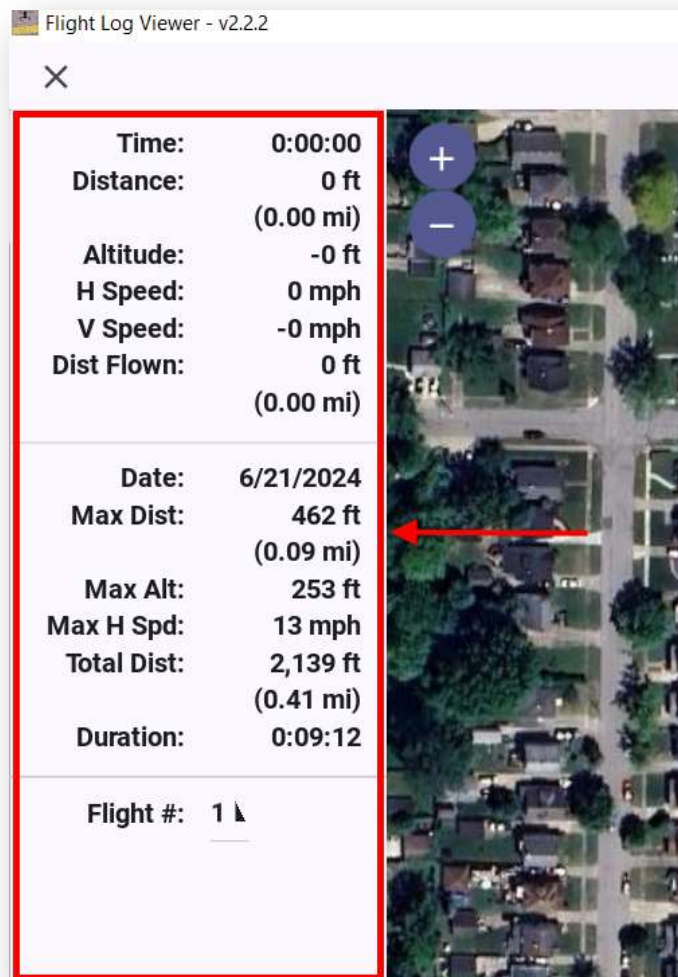 Flight Log Viewer - v2.2.2
Time: 0:00:00
Distance: 0 ft
(0.00 mi)
Altitude: -0 ft
H Speed: 0 mph
V Speed: -0 mph
Dist Flown: 0 ft
(0.00 mi)
Date: 6/21/2024
Max Dist: 462 ft
(0.09 mi)
Max Alt: 253 ft
Max H Spd: 13 mph
Total Dist: 2,139 ft
(0.41 mi)
Duration: 0:09:12
Flight #: 1